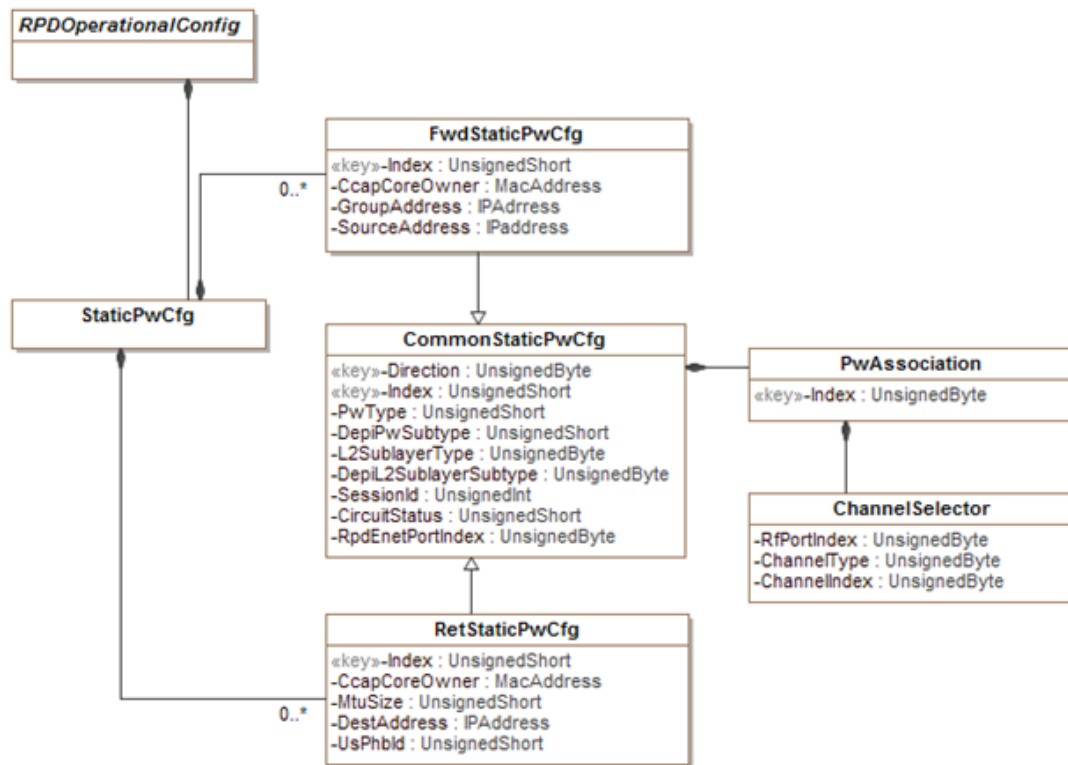 RPDOperationalConfig
FwdStaticPwCfg
«key»-Index : UnsignedShort
-CcapCoreOwner : MacAddress
-GroupAddress : IPAdrress
-SourceAddress : IPaddress
0..*
StaticPwCfg
CommonStaticPwCfg
«key»-Direction : UnsignedByte
«key»-Index : UnsignedShort
-PwType : UnsignedShort
-DepiPwSubtype : UnsignedShort
-L2SublayerType : UnsignedByte
-DepiL2SublayerSubtype : UnsignedByte
-SessionId : UnsignedInt
-CircuitStatus : UnsignedShort
-RpdEnetPortIndex : UnsignedByte
PwAssociation
«key»-Index : UnsignedByte
ChannelSelector
-RfPortIndex : UnsignedByte
-ChannelType : UnsignedByte
-ChannelIndex : UnsignedByte
RetStaticPwCfg
«key»-Index : UnsignedShort
-CcapCoreOwner : MacAddress
-MtuSize : UnsignedShort
-DestAddress : IPAddress
-UsPhbId : UnsignedShort
0..*